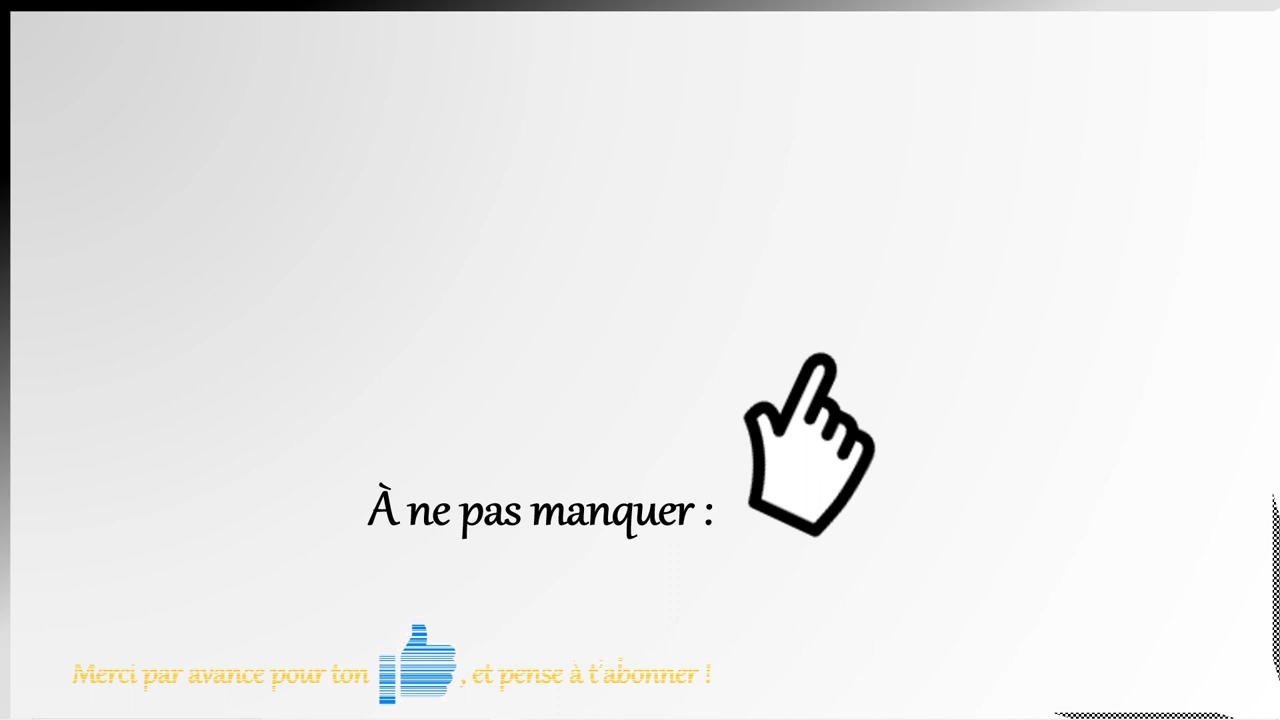 À ne pas manquer :
Merci par avance pour ton , et pense à t'abonner !